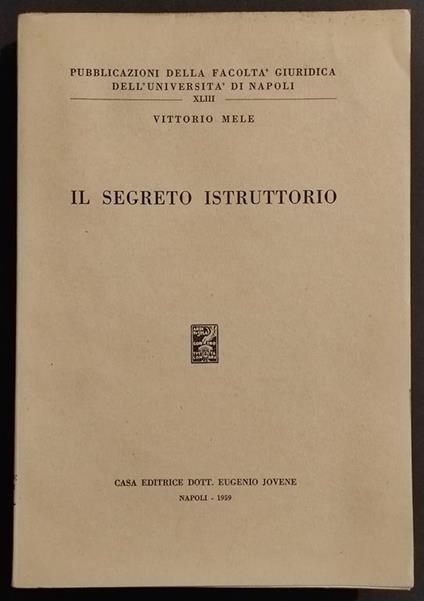 PUBBLICAZIONI DELLA FACOLTA' GIURIDICA
DELL'UNIVERSITA' DI NAPOLI
XLIII
VITTORIO MELE
IL SEGRETO ISTRUTTORIO
CASA EDITRICE DOTT. EUGENIO JOVENE
NAPOLI - 1959